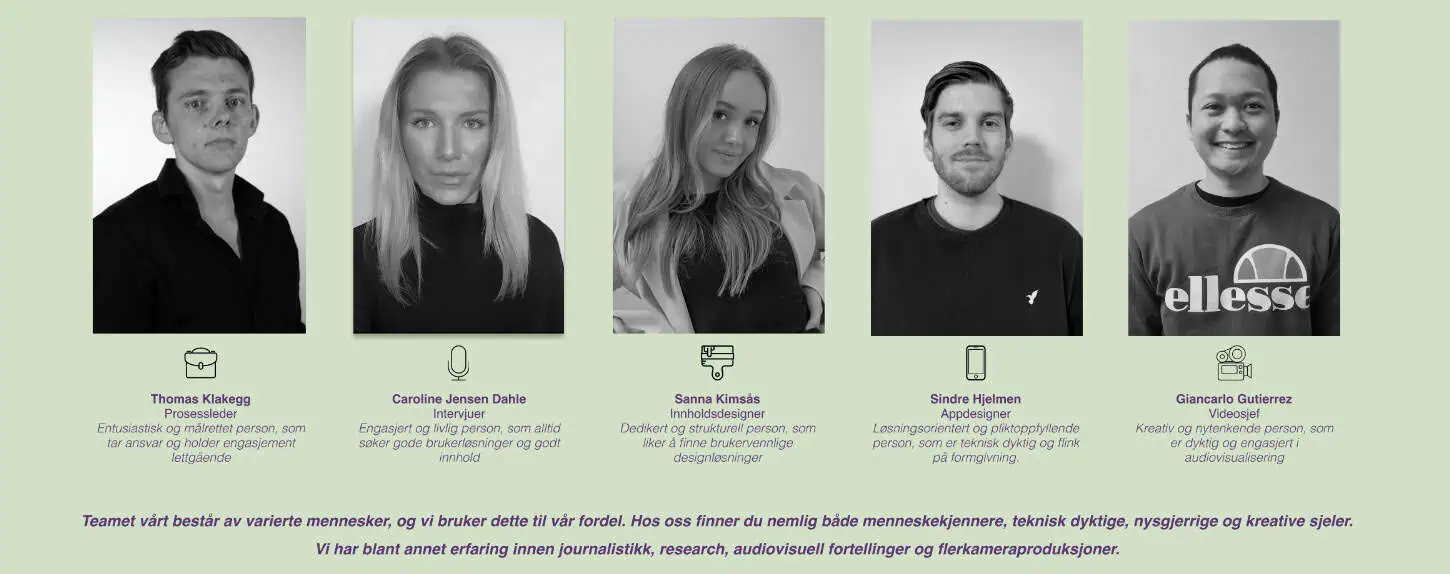 ellesse
Thomas Klakegg
Prosessleder
Entusiastisk og målrettet person, som
tar ansvar og holder engasjement
lettgående
Caroline Jensen Dahle
Intervjuer
Engasjert og livlig person, som alltid
søker gode brukerløsninger og godt
innhold
Sanna Kimsås
Innholdsdesigner
Dedikert og strukturell person, som
liker å finne brukervennlige
designløsninger
Sindre Hjelmen
Appdesigner
Løsningsorientert og pliktoppfyllende
person, som er teknisk dyktig og flink
på formgivning.
Giancarlo Gutierrez
Videosjef
Kreativ og nytenkende person, som
er dyktig og engasjert i
audiovisualisering
Teamet vårt består av varierte mennesker, og vi bruker dette til vår fordel. Hos oss finner du nemlig både menneskekjennere, teknisk dyktige, nysgjerrige og kreative sjeler.
Vi har blant annet erfaring innen journalistikk, research, audiovisuell fortellinger og flerkameraproduksjoner.